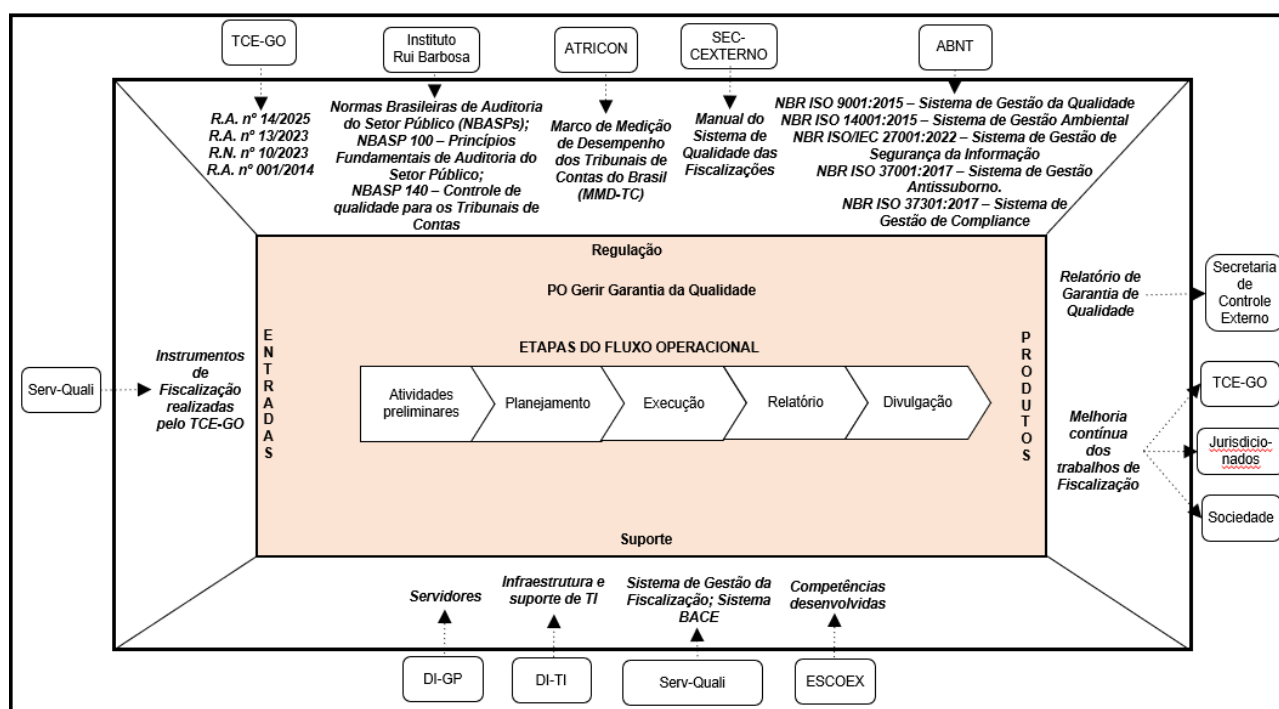 TCE-GO
Instituto
Rui Barbosa
ATRICON
SEC-
CEXTERNO
ABNT
R.A. nº 14/2025
R.A. nº 13/2023
R.N. nº 10/2023
R.A. nº 001/2014
Normas Brasileiras de Auditoria
do Setor Público (NBASPs);
NBASP 100 – Princípios
Fundamentais de Auditoria do
Setor Público;
NBASP 140 – Controle de
qualidade para os Tribunais de
Contas
Marco de Medição
de Desempenho
dos Tribunais de
Contas do Brasil
(MMD-TC)
Manual do
Sistema de
Qualidade das
Fiscalizações
NBR ISO 9001:2015 – Sistema de Gestão da Qualidade
NBR ISO 14001:2015 – Sistema de Gestão Ambiental
NBR ISO/IEC 27001:2022 – Sistema de Gestão de
Segurança da Informação
NBR ISO 37001:2017 – Sistema de Gestão
Antissuborno.
NBR ISO 37301:2017 – Sistema de
Gestão de Compliance
Regulação
PO Gerir Garantia da Qualidade
ETAPAS DO FLUXO OPERACIONAL
Serv-Quali
Instrumentos
de
Fiscalização
realizadas
pelo TCE-GO
ENTRADAS
Atividades
preliminares
Planejamento
Execução
Relatório
Divulgação
PRODUTOS
Relatório de
Garantia de
Qualidade
Secretaria
de
Controle
Externo
Melhoria
contínua
dos
trabalhos de
Fiscalização
TCE-GO
Jurisdicio-
nados
Sociedade
Suporte
Servidores
Infraestrutura e
suporte de TI
Sistema de Gestão da
Fiscalização; Sistema
BACE
Competências
desenvolvidas
DI-GP
DI-TI
Serv-Quali
ESCOEX